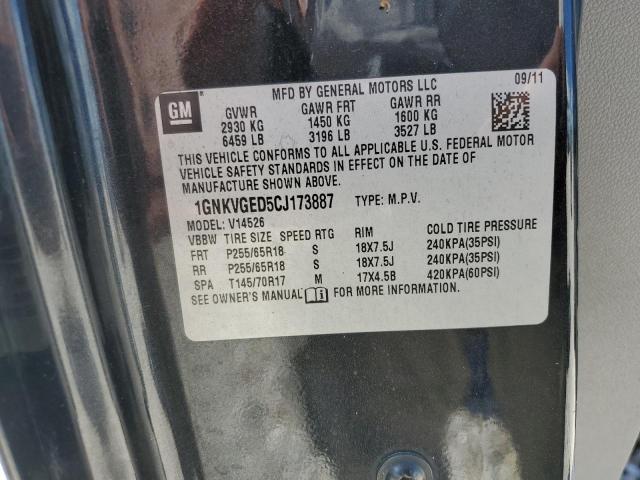 MFD BY GENERAL MOTORS LLC 09/11
GM GVWR GAWR FRT GAWR RR
2930 KG 1450 KG 1600 KG
6459 LB 3196 LB 3527 LB
THIS VEHICLE CONFORMS TO ALL APPLICABLE U.S. FEDERAL MOTOR
VEHICLE SAFETY STANDARDS IN EFFECT ON THE DATE OF
MANUFACTURE SHOWN ABOVE.
1GNKVGED5CJ173887 TYPE: M.P.V.
MODEL: V14526
VBBW TIRE SIZE SPEED RTG RIM COLD TIRE PRESSURE
FRT P255/65R18 S 18X7.5J 240KPA(35PSI)
RR P255/65R18 S 18X7.5J 240KPA(35PSI)
SPA T145/70R17 M 17X4.5B 420KPA(60PSI)
SEE OWNER'S MANUAL FOR MORE INFORMATION.